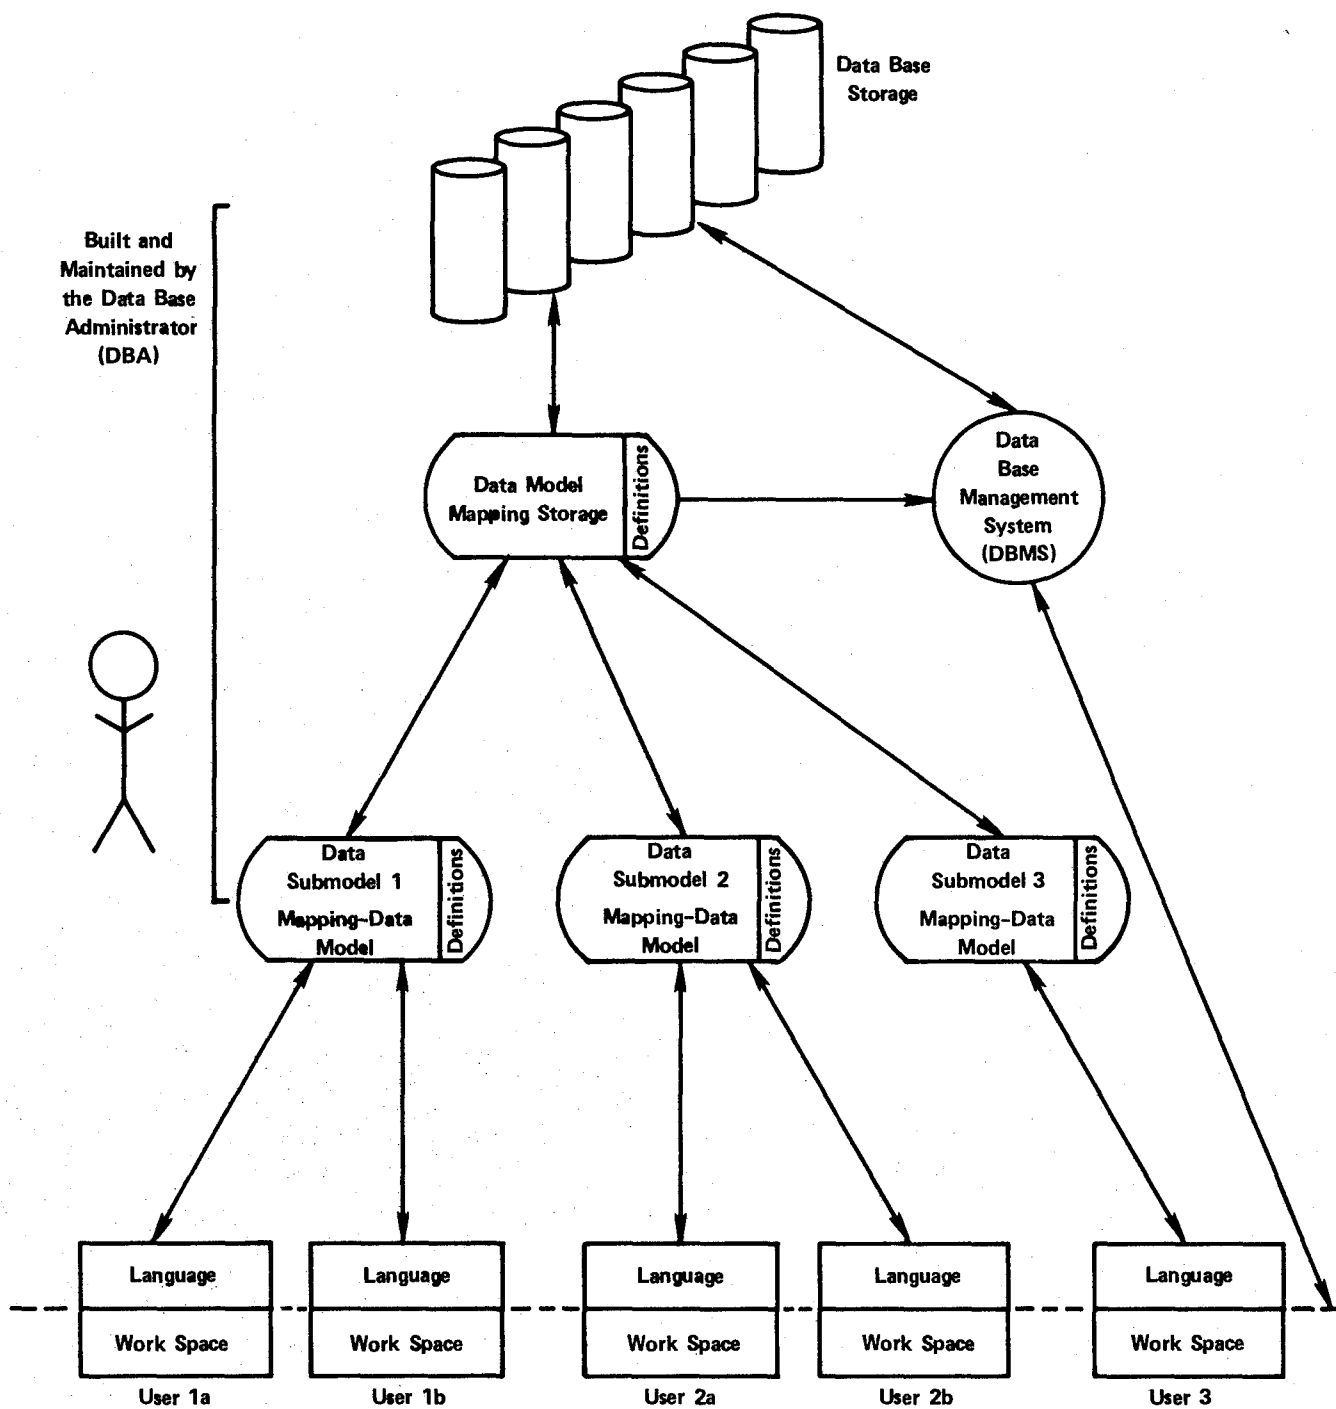 Data Base
Storage
Built and
Maintained by
the Data Base
Administrator
(DBA)
Data Model
Mapping Storage
Definitions
Data
Base
Management
System
(DBMS)
Data
Submodel 1
Mapping-Data
Model
Definitions
Data
Submodel 2
Mapping-Data
Model
Definitions
Data
Submodel 3
Mapping-Data
Model
Definitions
Language
Work Space
User 1a
Language
Work Space
User 1b
Language
Work Space
User 2a
Language
Work Space
User 2b
Language
Work Space
User 3